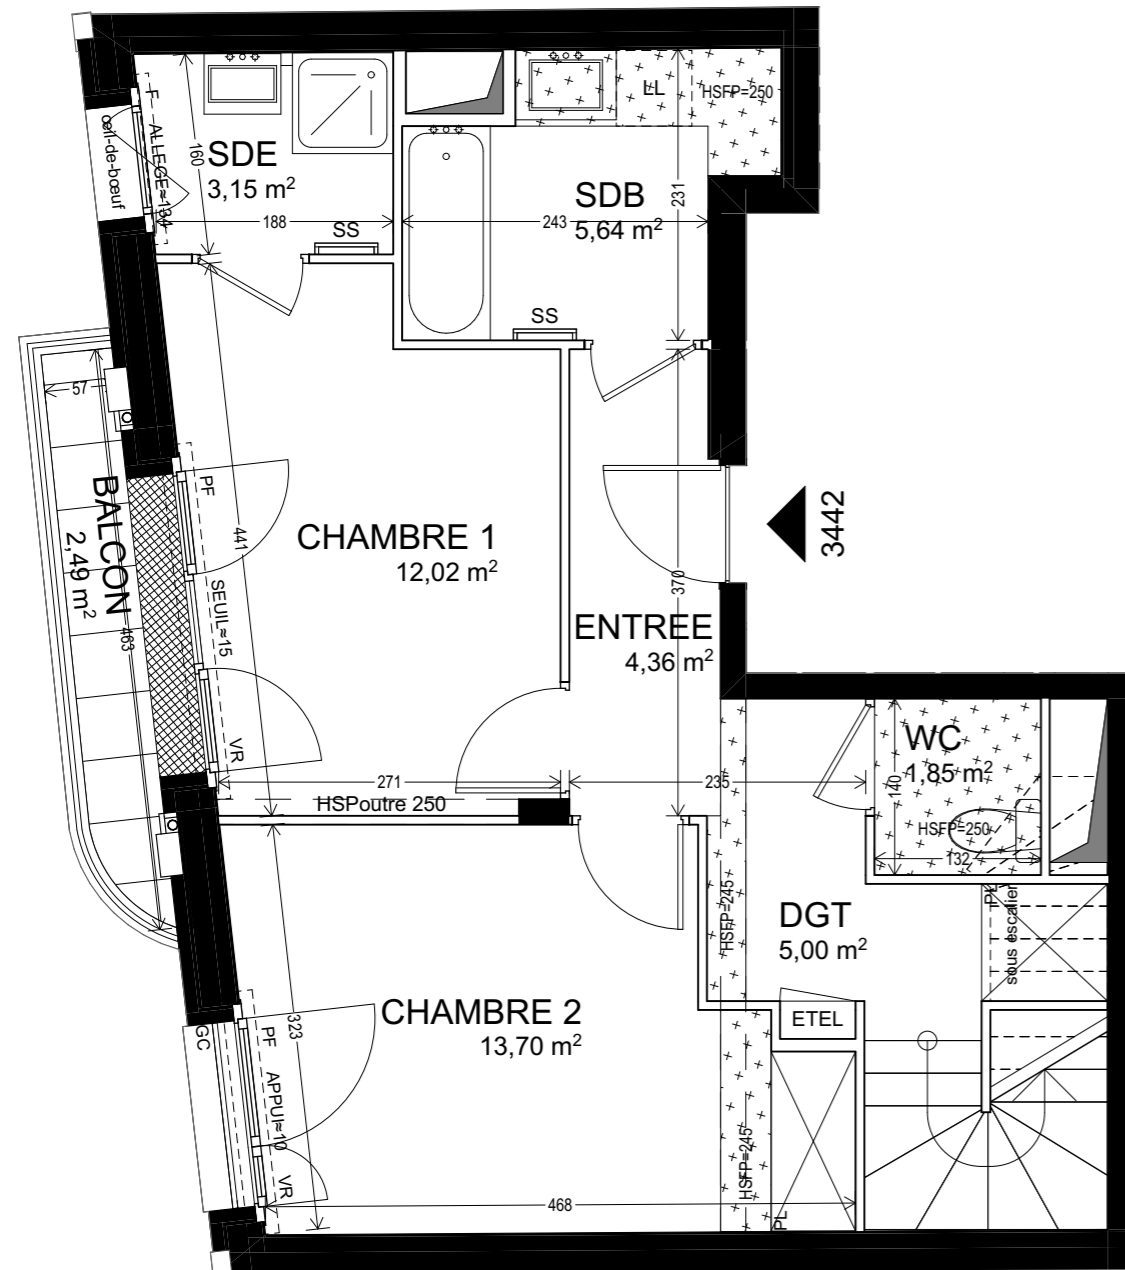 F
ALLEGE≈134
œil-de-bœuf
160
SDE
3,15 m²
188
SS
LL
HSFP=250
SDB
5,64 m²
243
231
SS
57
BALCON
2,49 m²
463
PF
441
SEUIL≈15
VR
CHAMBRE 1
12,02 m²
271
HSPoutre 250
3442
370
ENTREE
4,36 m²
235
WC
1,85 m²
140
HSFP=250
132
HSFP=245
DGT
5,00 m²
PL
sous escalier
ETEL
CHAMBRE 2
13,70 m²
323
GC
PF
APPUI≈10
VR
468
HSFP=245
PL